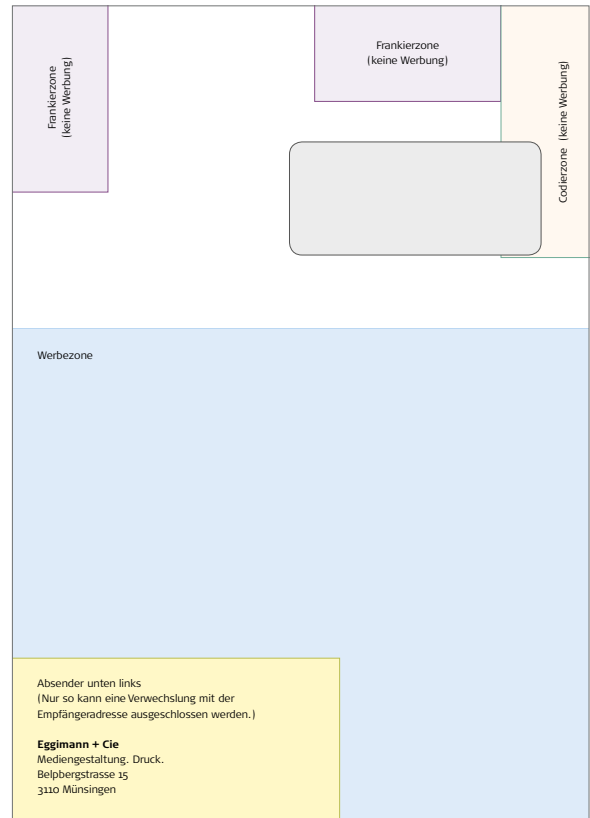 Frankierzone
(keine Werbung)
Frankierzone
(keine Werbung)
Codierzone (keine Werbung)
Werbezone
Absender unten links
(Nur so kann eine Verwechslung mit der
Empfängeradresse ausgeschlossen werden.)
Eggimann + Cie
Mediengestaltung. Druck.
Belpbergstrasse 15
3110 Münsingen